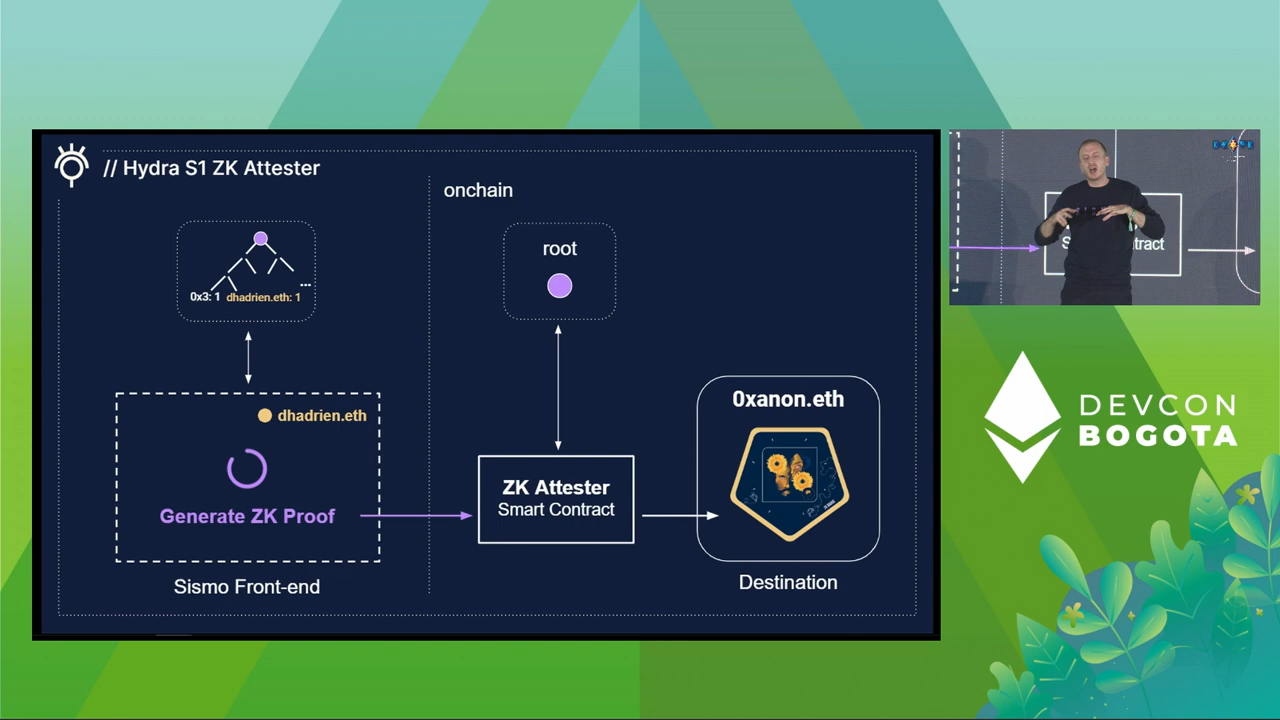 // Hydra S1 ZK Attester
onchain
0x3: 1 dhadrien.eth: 1
...
root
dhadrien.eth
Generate ZK Proof
Sismo Front-end
ZK Attester
Smart Contract
0xanon.eth
Destination
tract
DEVCON
BOGOTA